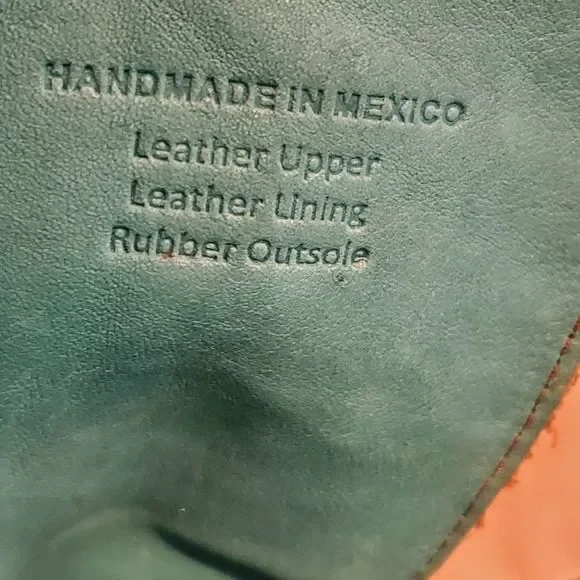 HANDMADE IN MEXICO
Leather Upper
Leather Lining
Rubber Outsole